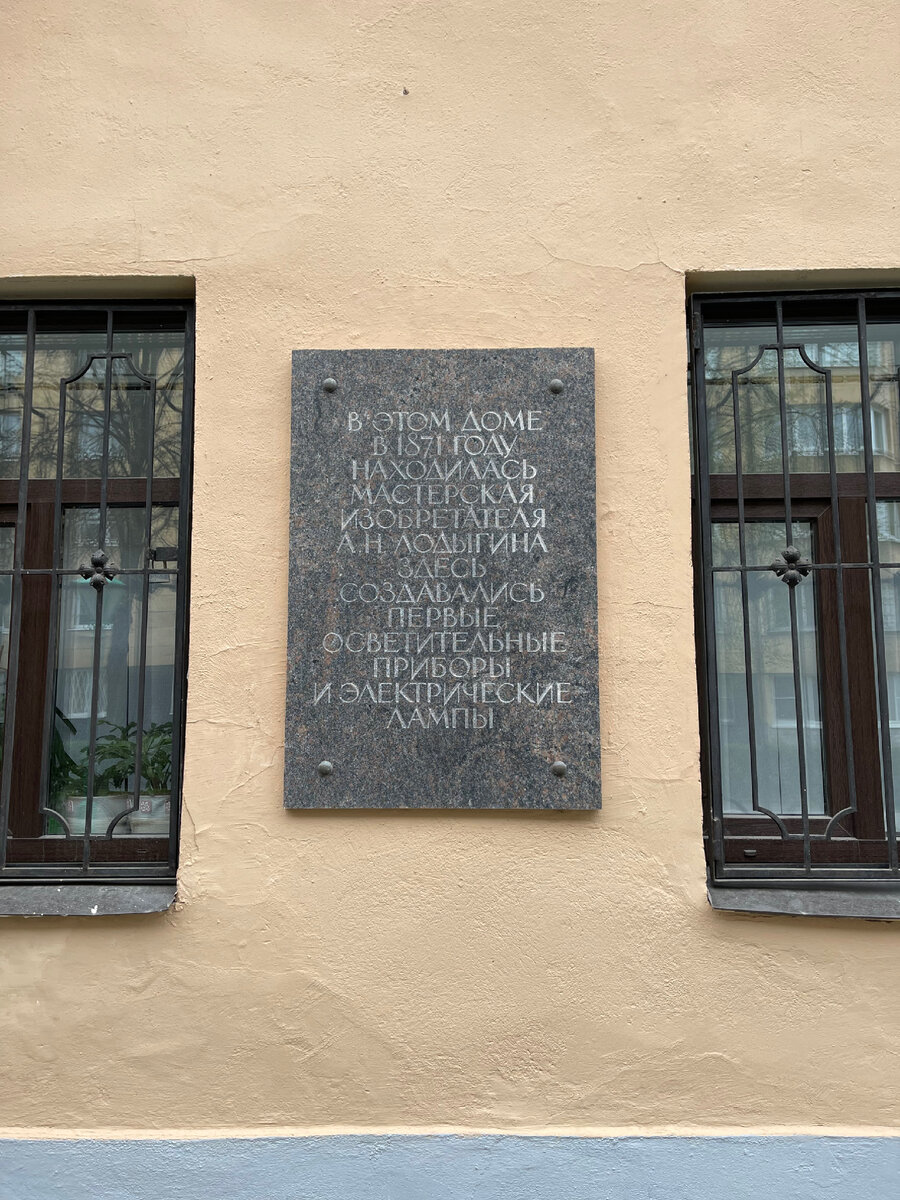 В ЭТОМ ДОМЕ
В 1871 ГОДУ
НАХОДИЛАСЬ
МАСТЕРСКАЯ
ИЗОБРЕТАТЕЛЯ
А.Н. ЛОДЫГИНА
ЗДЕСЬ
СОЗДАВАЛИСЬ
ПЕРВЫЕ
ОСВЕТИТЕЛЬНЫЕ
ПРИБОРЫ
И ЭЛЕКТРИЧЕСКИЕ
ЛАМПЫ